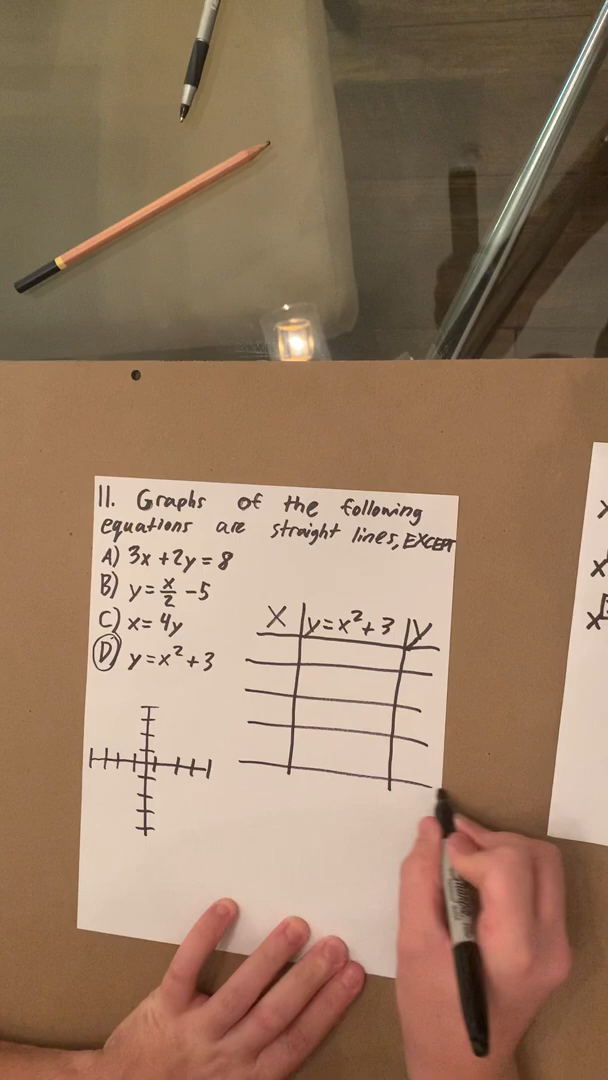 11. Graphs of the following
equations are straight lines, EXCEPT
A) 3x + 2y = 8
B) y = x/2 - 5
C) x = 4y
D) y = x² + 3
X | y = x² + 3 | y